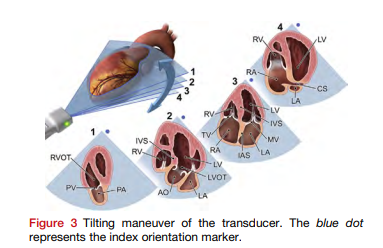 4
RV
LV
RA
CS
LA
1
2
3
4
3
RV
LV
IVS
TV
RA
IAS
LA
MV
2
IVS
RV
LV
LVOT
AO
LA
1
RVOT
PV
PA
Figure 3 Tilting maneuver of the transducer. The blue dot
represents the index orientation marker.